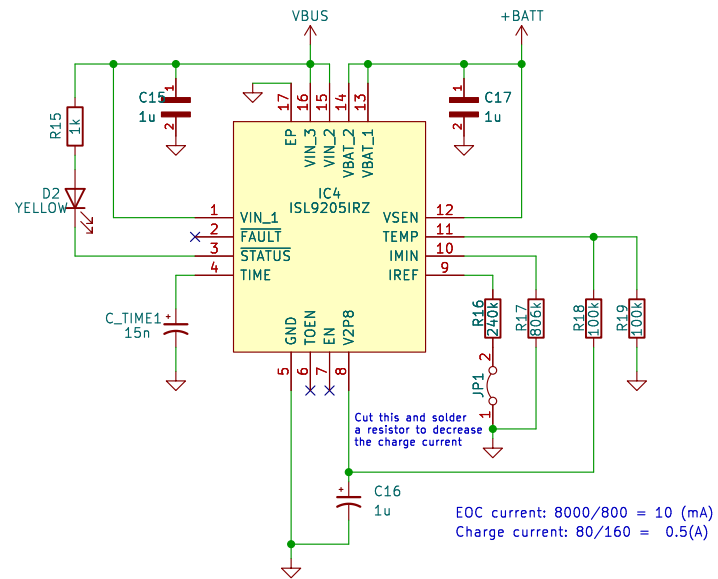 VBUS
+BATT
R15
1k
C15
1
1u
2
C17
1
1u
2
17
16
15
14
13
EP
VIN_3
VIN_2
VBAT_2
VBAT_1
IC4
ISL9205IRZ
D2
YELLOW
1
VIN_1
2
FAULT
3
STATUS
4
TIME
12
VSEN
11
TEMP
10
IMIN
9
IREF
GND
TOEN
EN
V2P8
5
6
7
8
C_TIME1
15n
R16
240k
R17
806k
R18
100k
R19
100k
2
JP1
1
Cut this and solder
a resistor to decrease
the charge current
C16
1u
EOC current: 8000/800 = 10 (mA)
Charge current: 80/160 =  0.5(A)